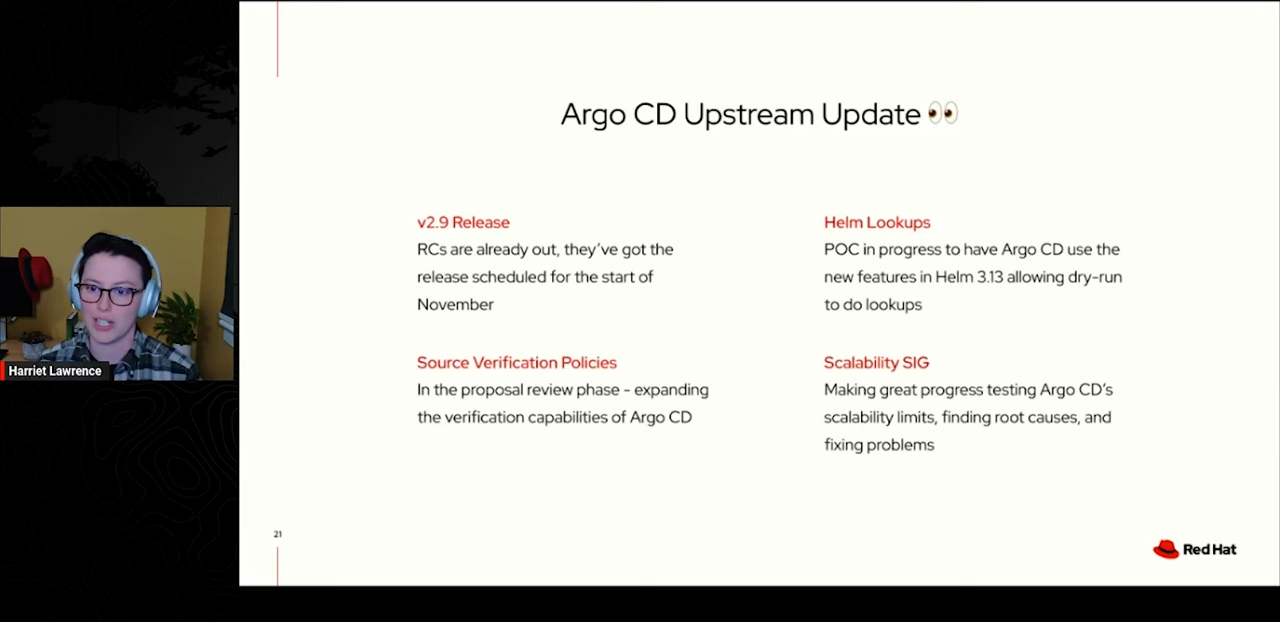 Argo CD Upstream Update 👀
v2.9 Release
RCs are already out, they've got the
release scheduled for the start of
November
Helm Lookups
POC in progress to have Argo CD use the
new features in Helm 3.13 allowing dry-run
to do lookups
Source Verification Policies
In the proposal review phase - expanding
the verification capabilities of Argo CD
Scalability SIG
Making great progress testing Argo CD's
scalability limits, finding root causes, and
fixing problems
Harriet Lawrence
21
Red Hat